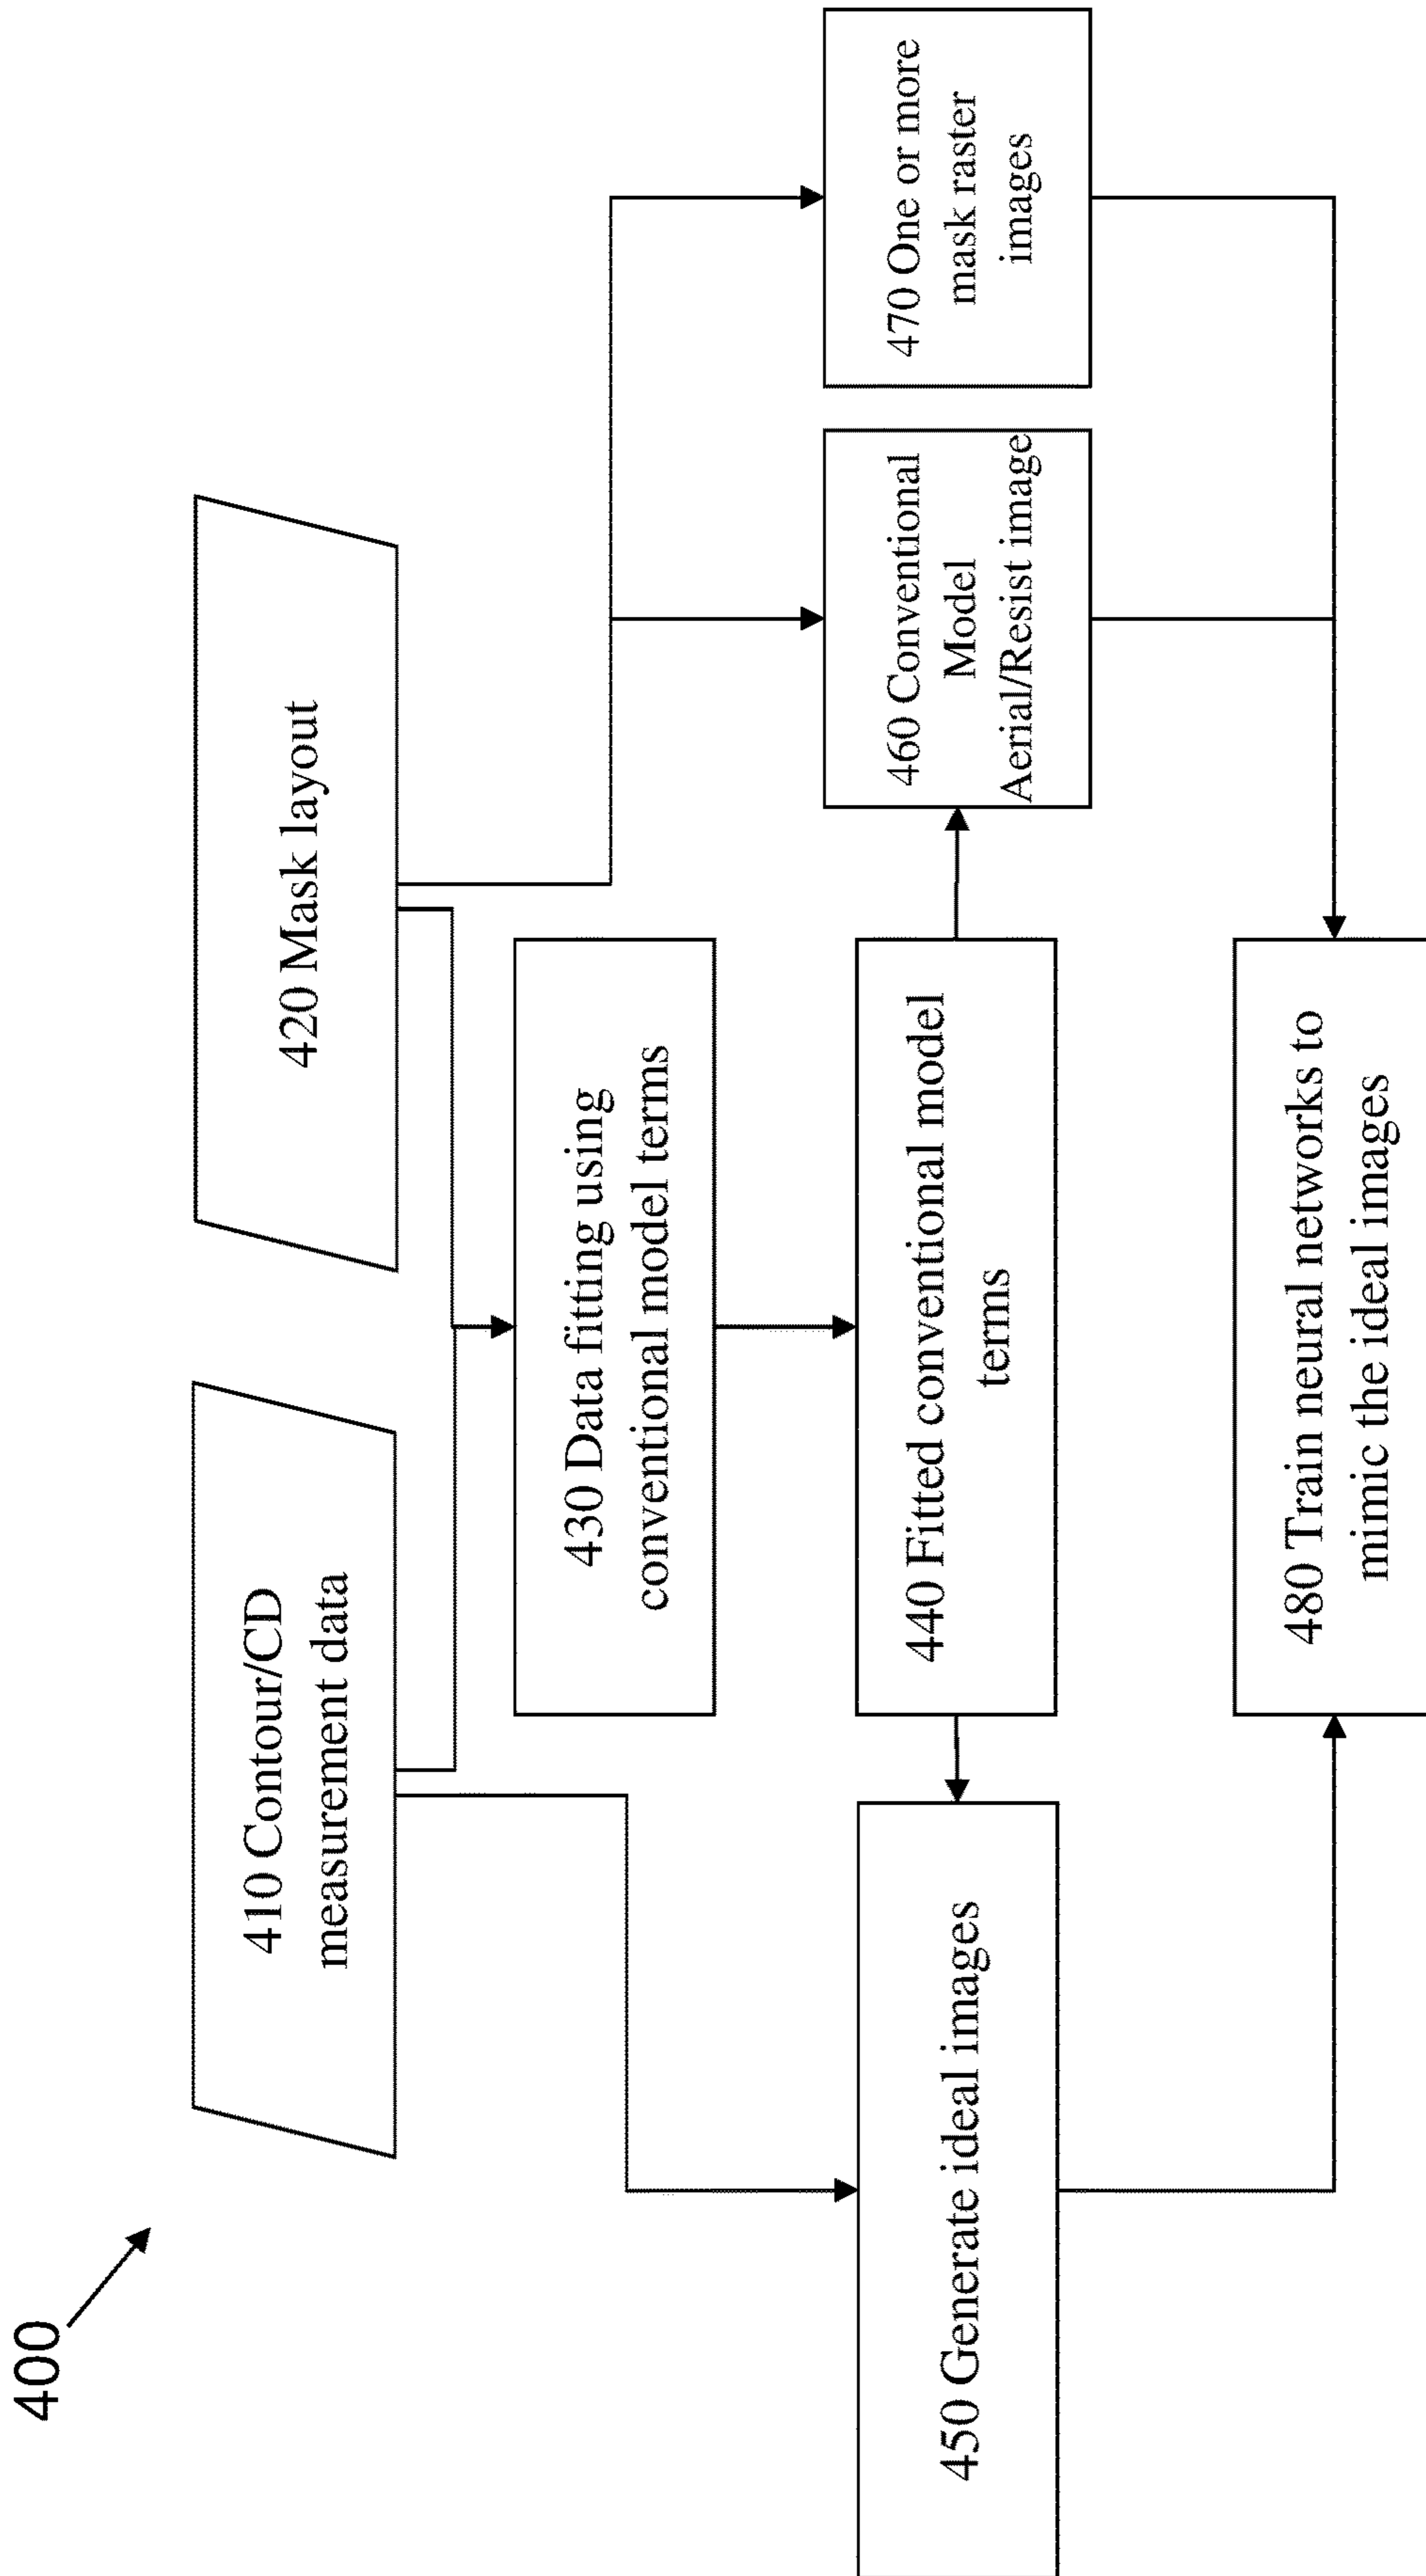 400
410 Contour/CD
measurement data
420 Mask layout
430 Data fitting using
conventional model terms
440 Fitted conventional model
terms
450 Generate ideal images
460 Conventional
Model
Aerial/Resist image
470 One or more
mask raster
images
480 Train neural networks to
mimic the ideal images